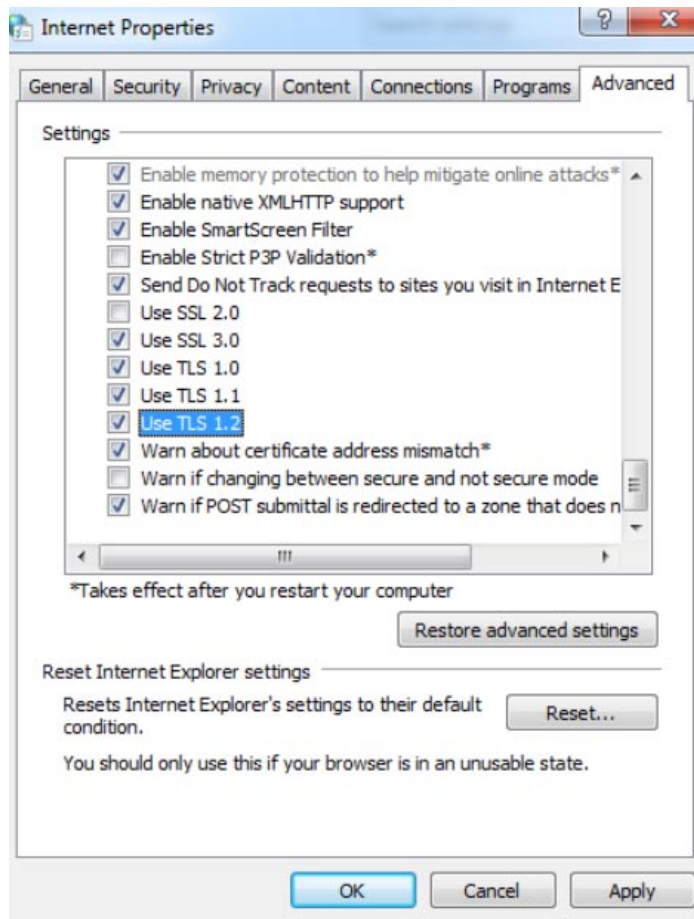 Internet Properties
General Security Privacy Content Connections Programs Advanced
Settings
Enable memory protection to help mitigate online attacks*
Enable native XMLHTTP support
Enable SmartScreen Filter
Enable Strict P3P Validation*
Send Do Not Track requests to sites you visit in Internet E
Use SSL 2.0
Use SSL 3.0
Use TLS 1.0
Use TLS 1.1
Use TLS 1.2
Warn about certificate address mismatch*
Warn if changing between secure and not secure mode
Warn if POST submittal is redirected to a zone that does n
*Takes effect after you restart your computer
Restore advanced settings
Reset Internet Explorer settings
Resets Internet Explorer's settings to their default
condition.
Reset...
You should only use this if your browser is in an unusable state.
OK Cancel Apply